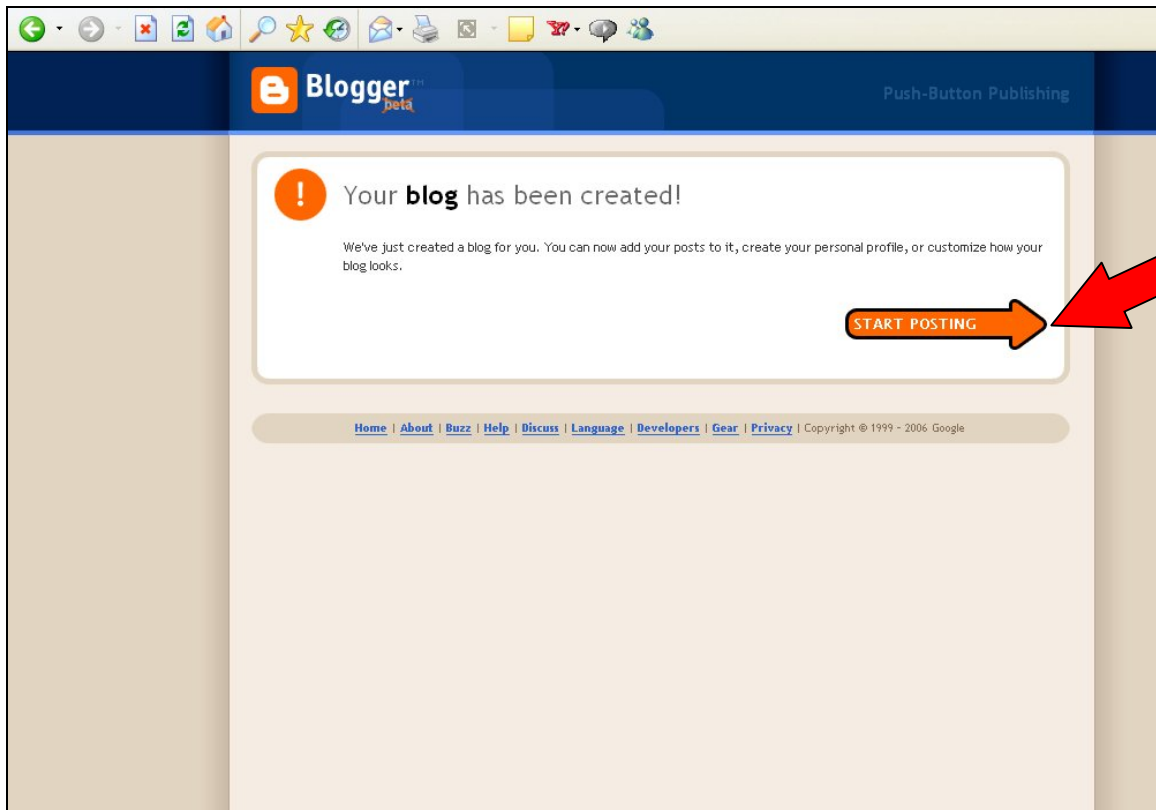 Blogger™
beta
Push-Button Publishing
!
Your blog has been created!
We've just created a blog for you. You can now add your posts to it, create your personal profile, or customize how your
blog looks.
START POSTING
Home | About | Buzz | Help | Discuss | Language | Developers | Gear | Privacy | Copyright © 1999 - 2006 Google